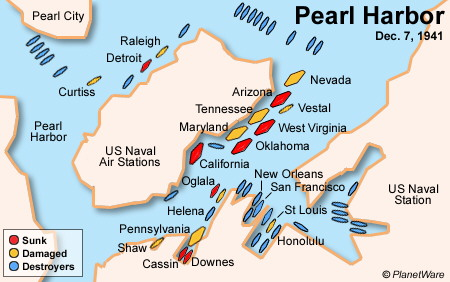 Pearl Harbor
Dec. 7, 1941
Pearl City
Raleigh
Detroit
Curtiss
Nevada
Arizona
Tennessee
Vestal
Maryland
West Virginia
Oklahoma
California
Pearl
Harbor
US Naval
Air Stations
Oglala
New Orleans
San Francisco
US Naval
Station
Helena
St Louis
Pennsylvania
Shaw
Honolulu
Cassin
Downes
Sunk
Damaged
Destroyers
© PlanetWare